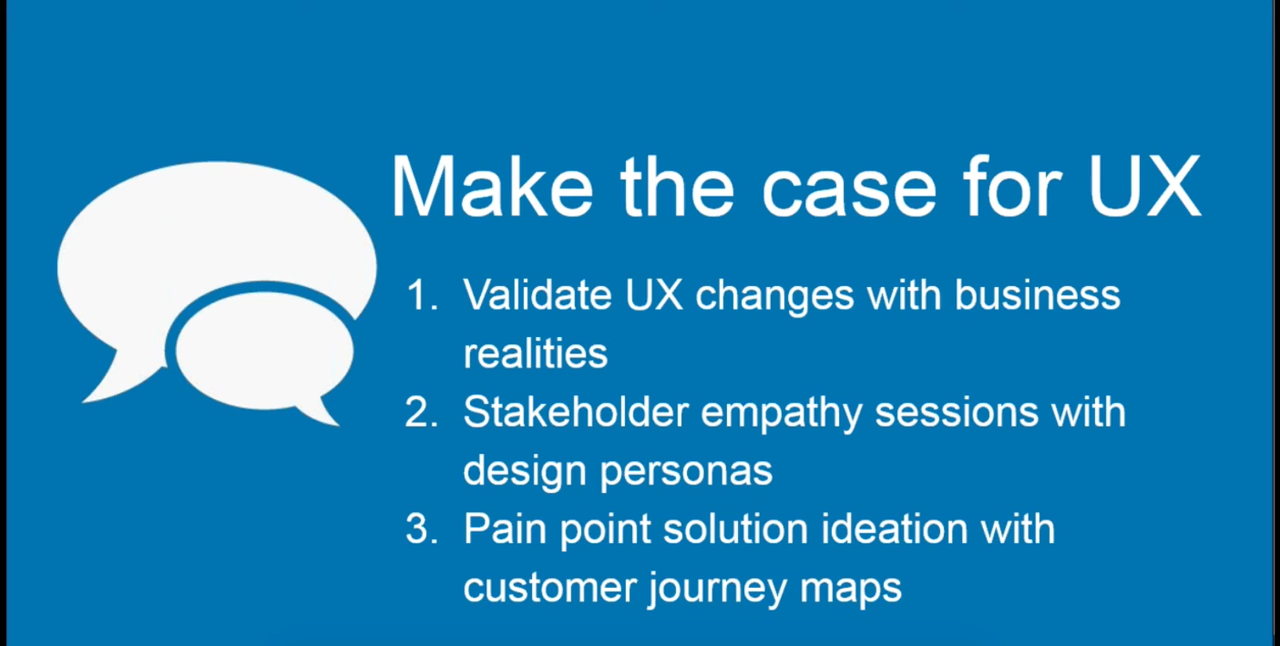 Make the case for UX
1. Validate UX changes with business
realities
2. Stakeholder empathy sessions with
design personas
3. Pain point solution ideation with
customer journey maps